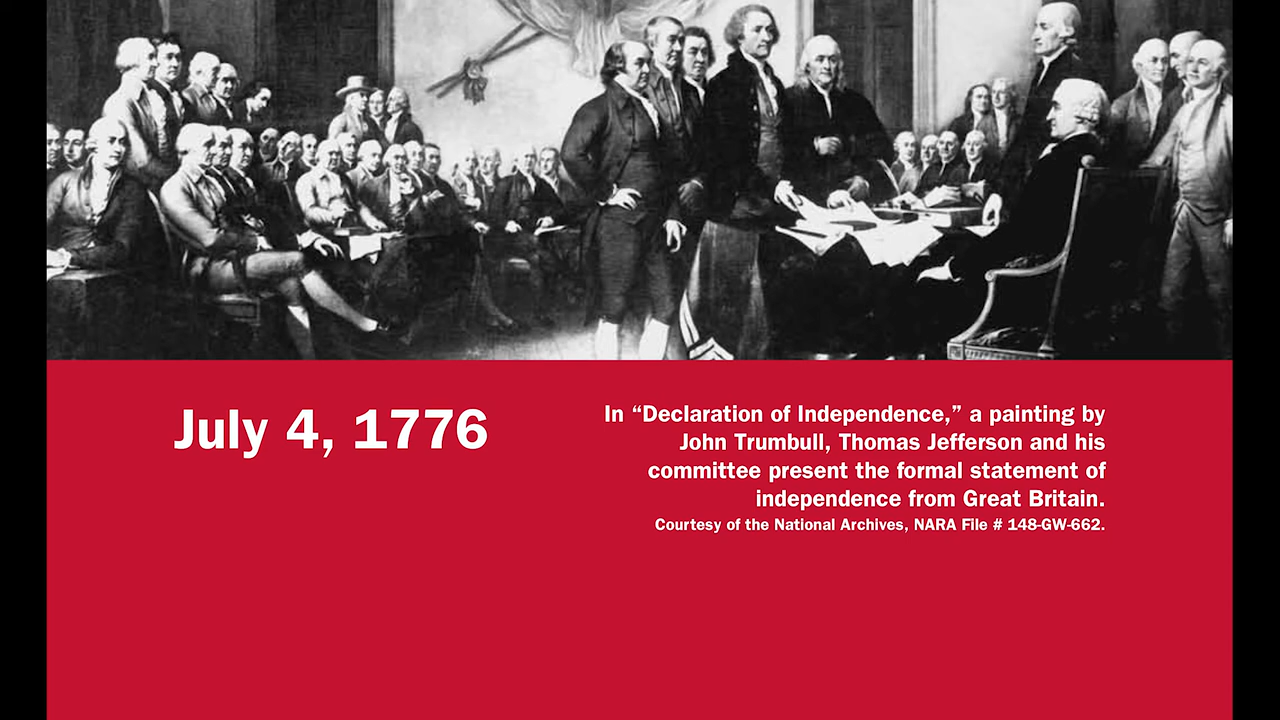 July 4, 1776
In “Declaration of Independence,” a painting by
John Trumbull, Thomas Jefferson and his
committee present the formal statement of
independence from Great Britain.
Courtesy of the National Archives, NARA File # 148-GW-662.